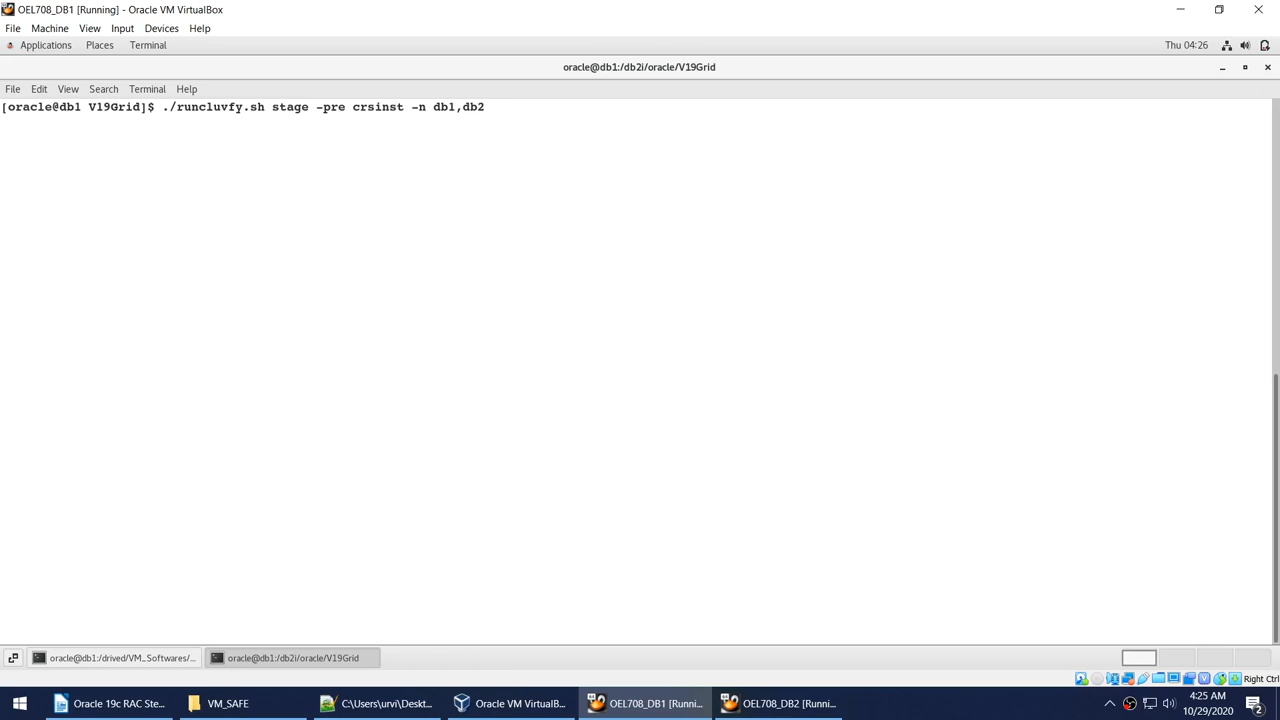 OEL708_DB1 [Running] - Oracle VM VirtualBox
File Machine View Input Devices Help
Applications Places Terminal Thu 04:26
oracle@db1:/db2i/oracle/V19Grid
File Edit View Search Terminal Help
[oracle@db1 V19Grid]$ ./runcluvfy.sh stage -pre crsinst -n db1,db2
oracle@db1:/drived/VM_Softwares/... oracle@db1:/db2i/oracle/V19Grid
Right Ctrl
Oracle 19c RAC Ste... VM_SAFE C:\Users\urvi\Deskt... Oracle VM VirtualB... OEL708_DB1 [Runni... OEL708_DB2 [Runni...
4:25 AM
10/29/2020
2